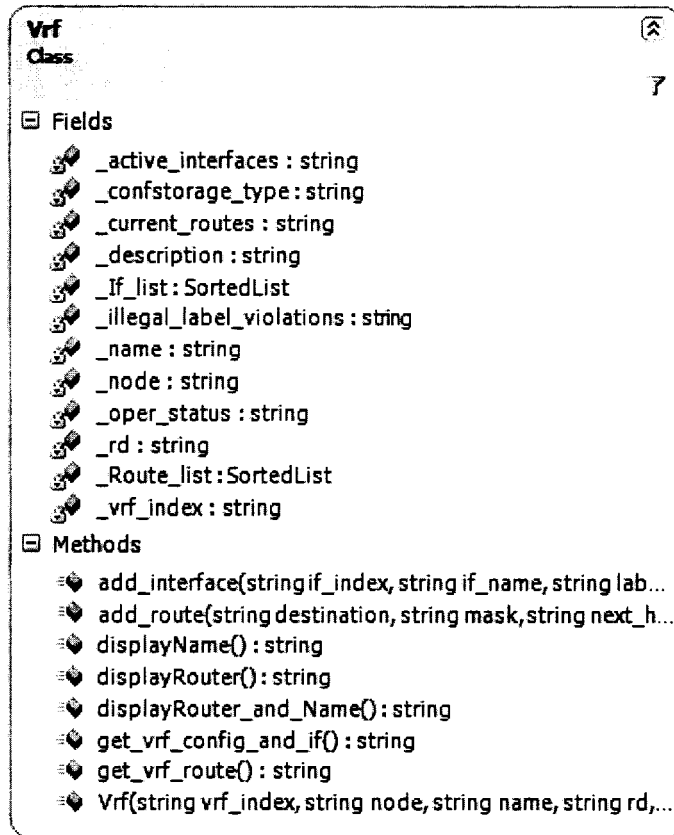 Vrf
Class
Fields
_active_interfaces : string
_confstorage_type : string
_current_routes : string
_description : string
_If_list : SortedList
_illegal_label_violations : string
_name : string
_node : string
_oper_status : string
_rd : string
_Route_list : SortedList
_vrf_index : string
Methods
add_interface(string if_index, string if_name, string lab...
add_route(string destination, string mask, string next_h...
displayName() : string
displayRouter() : string
displayRouter_and_Name() : string
get_vrf_config_and_if() : string
get_vrf_route() : string
Vrf(string vrf_index, string node, string name, string rd,...